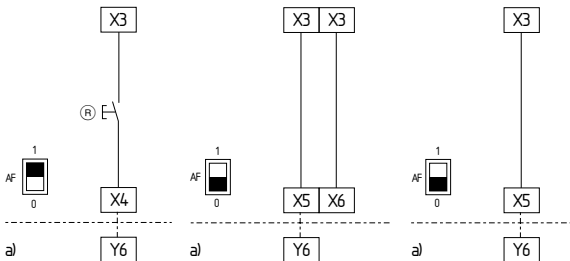 X3 X3 X3 X3
R
1 1 1
AF AF AF
0 0 0
X4 X5 X6 X5
a) Y6 a) Y6 a) Y6